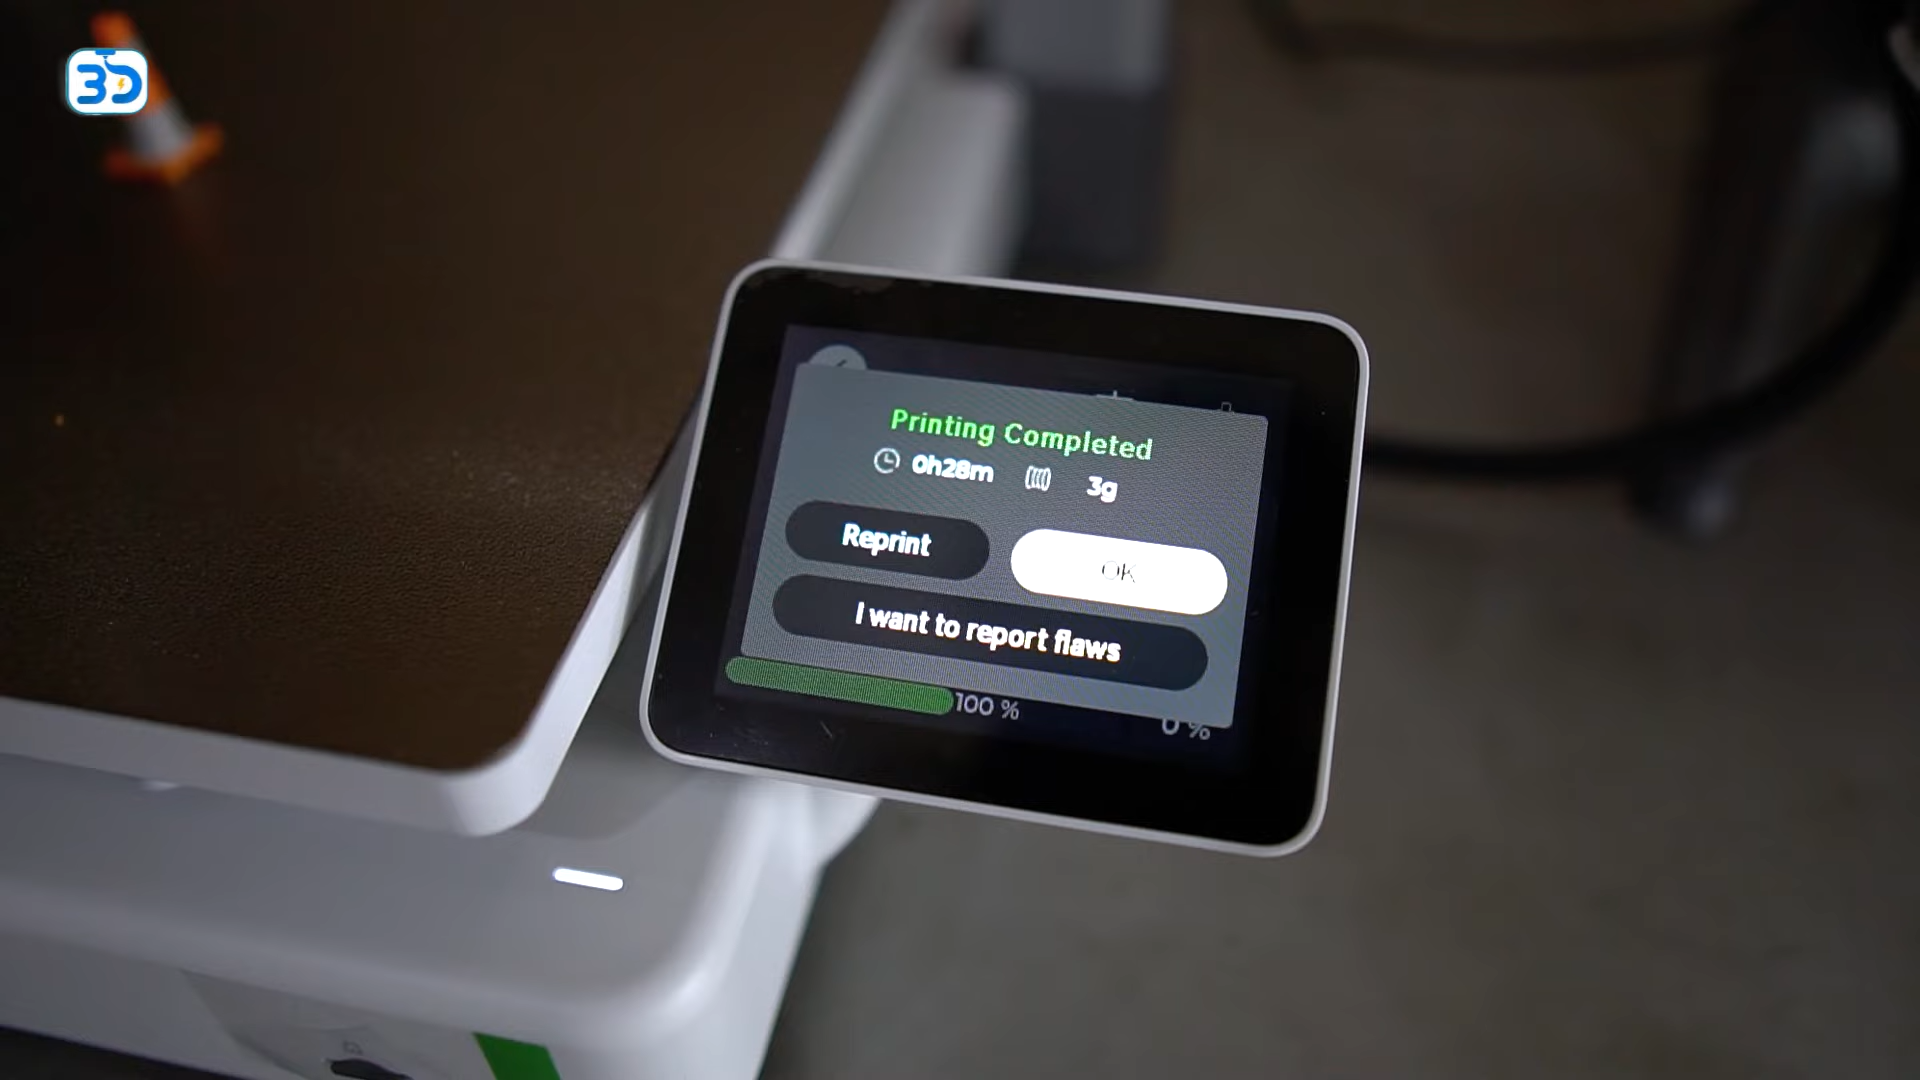 3D
Printing Completed
0h28m 3g
Reprint
OK
I want to report flaws
100 %
0 %